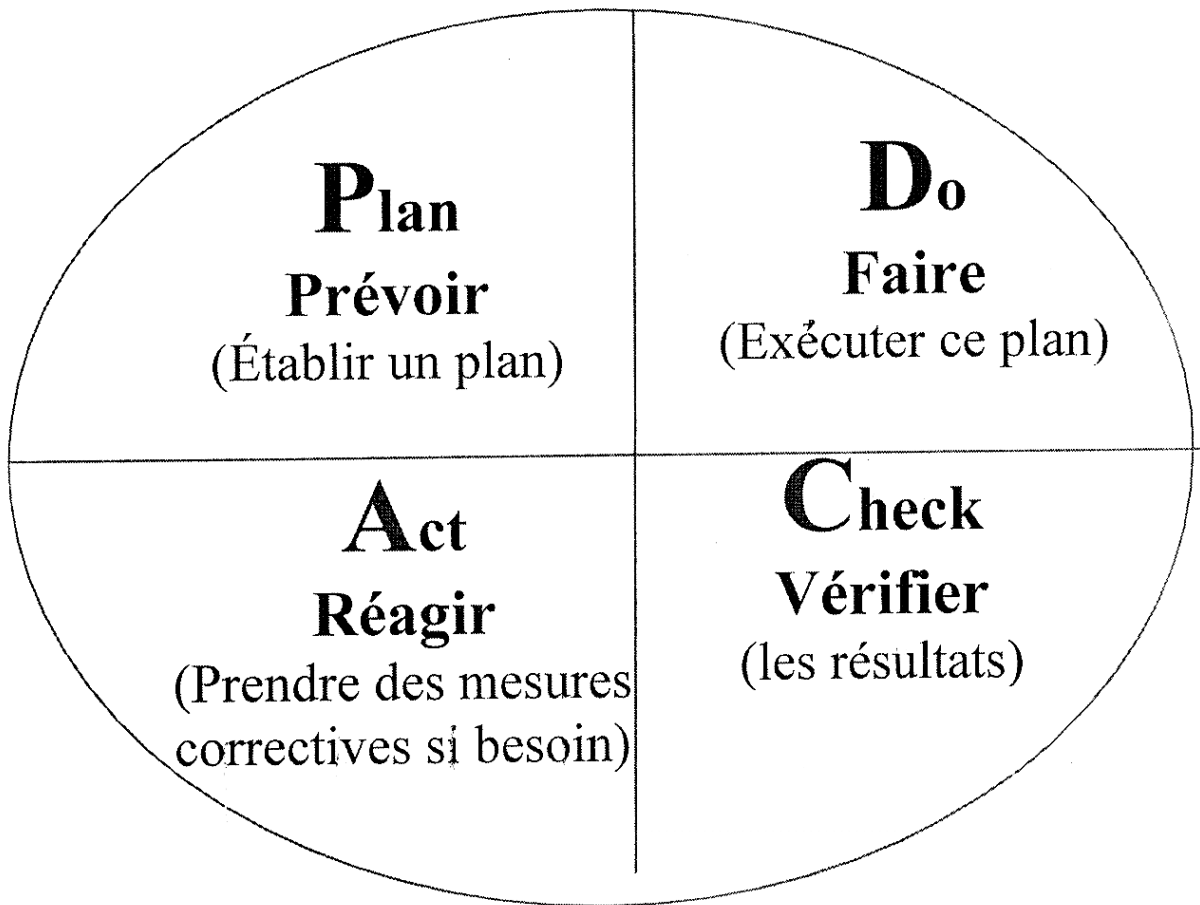 Plan
Prévoir
(Établir un plan)
Do
Faire
(Exécuter ce plan)
Act
Réagir
(Prendre des mesures
correctives si besoin)
Check
Vérifier
(les résultats)